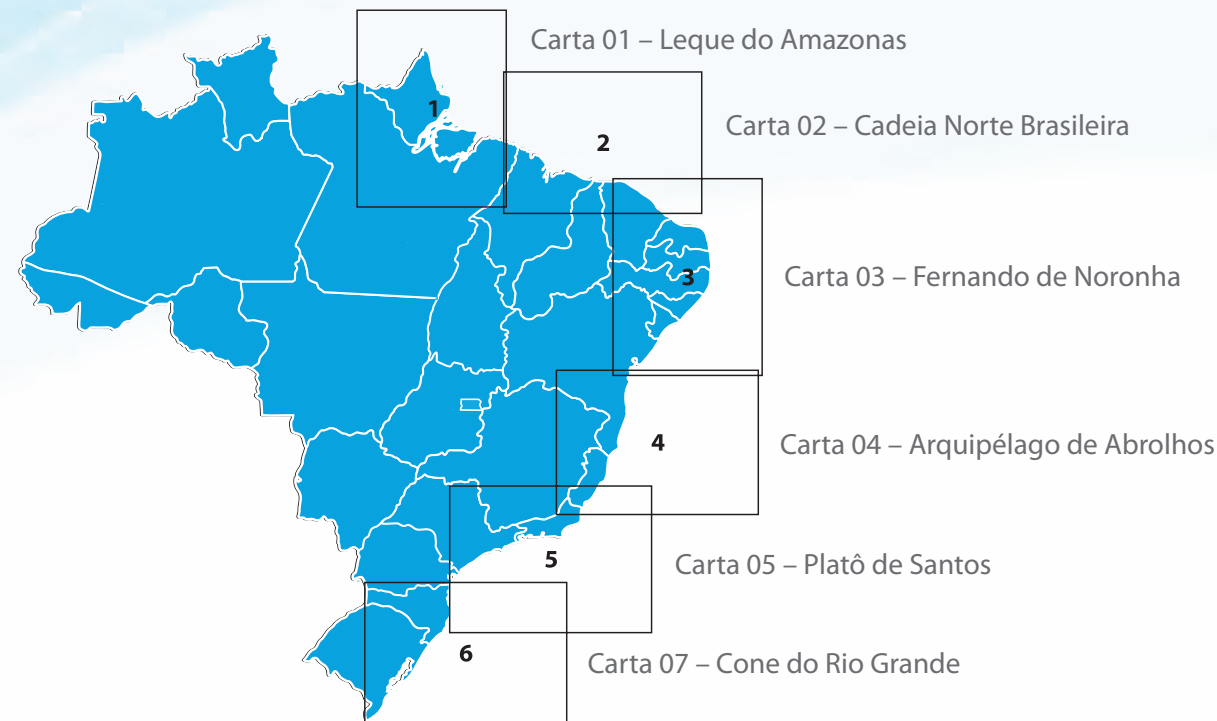 Carta 01 – Leque do Amazonas
1
Carta 02 – Cadeia Norte Brasileira
2
3
Carta 03 – Fernando de Noronha
4
Carta 04 – Arquipélago de Abrolhos
5
Carta 05 – Platô de Santos
6
Carta 07 – Cone do Rio Grande